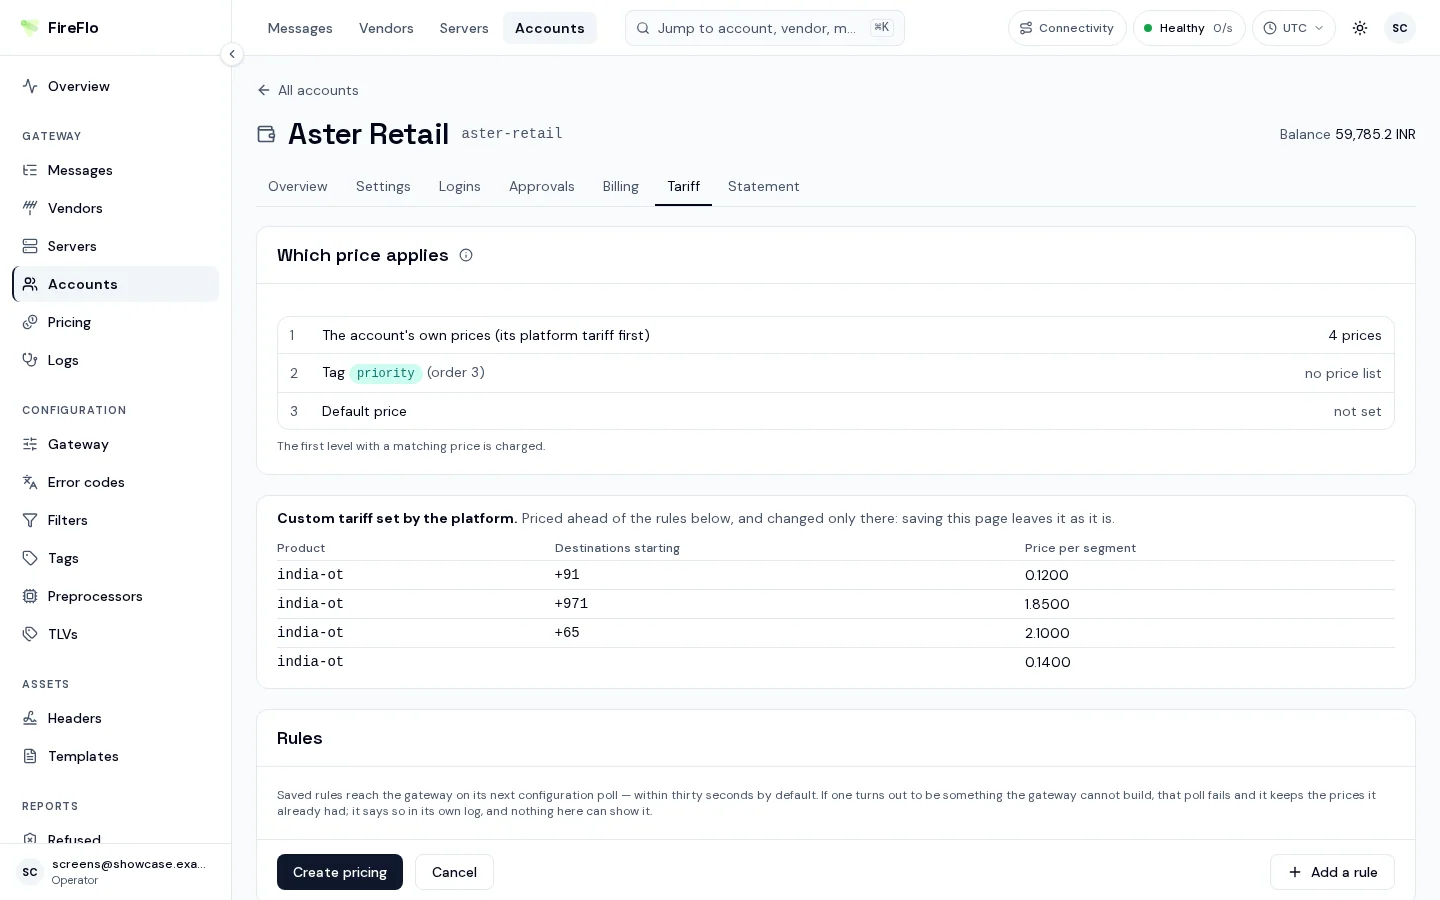 FireFlo
Messages
Vendors
Servers
Accounts
Jump to account, vendor, m...
⌘K
Connectivity
Healthy 0/s
UTC
SC
Overview
GATEWAY
Messages
Vendors
Servers
Accounts
Pricing
Logs
CONFIGURATION
Gateway
Error codes
Filters
Tags
Preprocessors
TLVs
ASSETS
Headers
Templates
REPORTS
Refused
SC
screens@showcase.exa...
Operator
All accounts
Aster Retail aster-retail
Balance 59,785.2 INR
Overview
Settings
Logins
Approvals
Billing
Tariff
Statement
Which price applies
1 The account's own prices (its platform tariff first) 4 prices
2 Tag priority (order 3) no price list
3 Default price not set
The first level with a matching price is charged.
Custom tariff set by the platform. Priced ahead of the rules below, and changed only there: saving this page leaves it as it is.
Product Destinations starting Price per segment
india-ot +91 0.1200
india-ot +971 1.8500
india-ot +65 2.1000
india-ot 0.1400
Rules
Saved rules reach the gateway on its next configuration poll — within thirty seconds by default. If one turns out to be something the gateway cannot build, that poll fails and it keeps the prices it
already had; it says so in its own log, and nothing here can show it.
Create pricing
Cancel
Add a rule